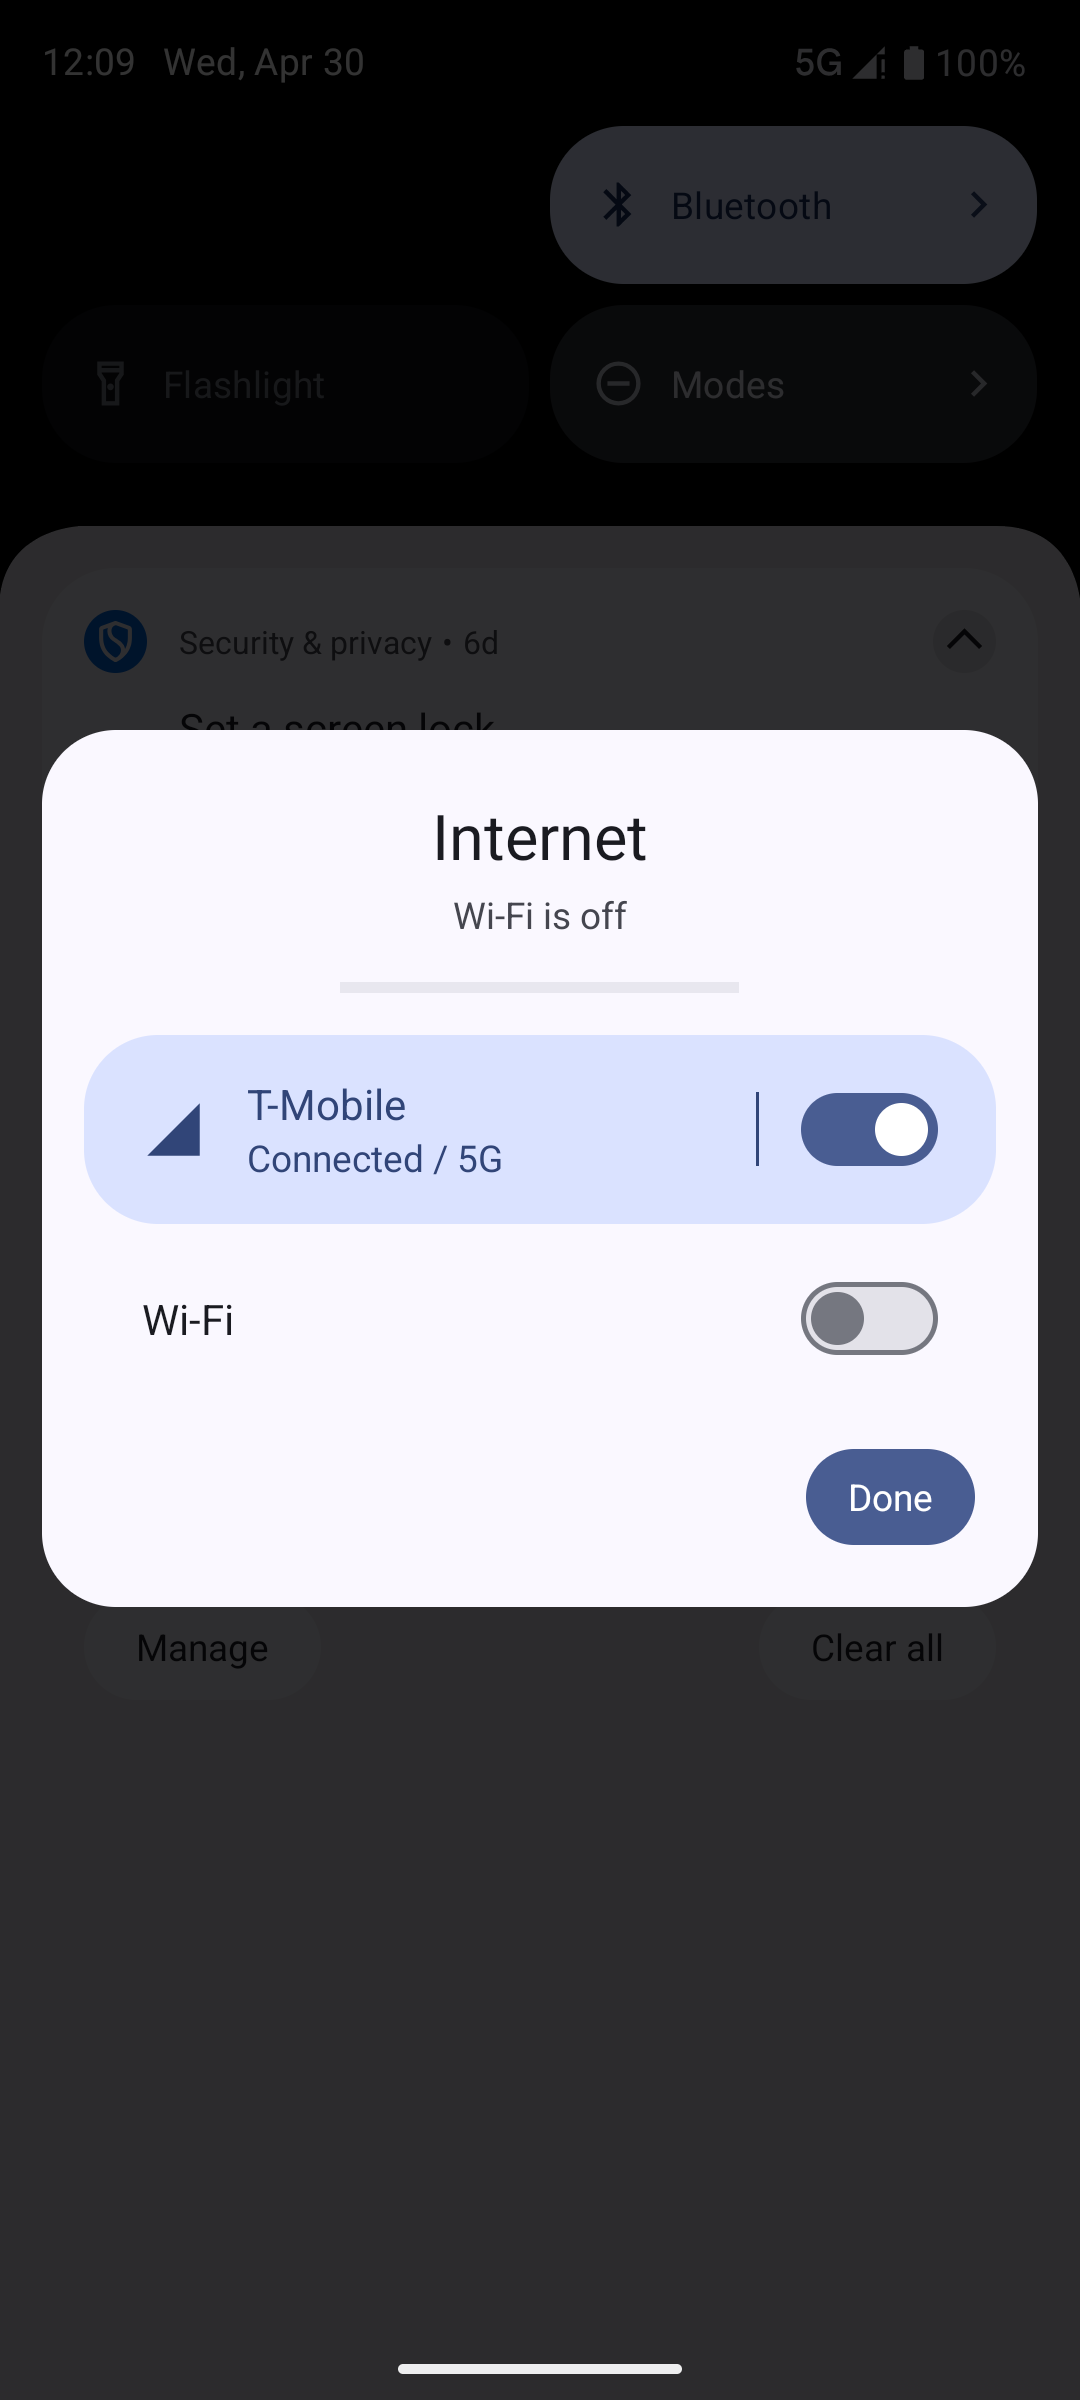 12:09 Wed, Apr 30
5G 100%
Bluetooth
Flashlight
Modes
Security & privacy • 6d
Set a screen lock
Internet
Wi-Fi is off
T-Mobile
Connected / 5G
Wi-Fi
Done
Manage
Clear all